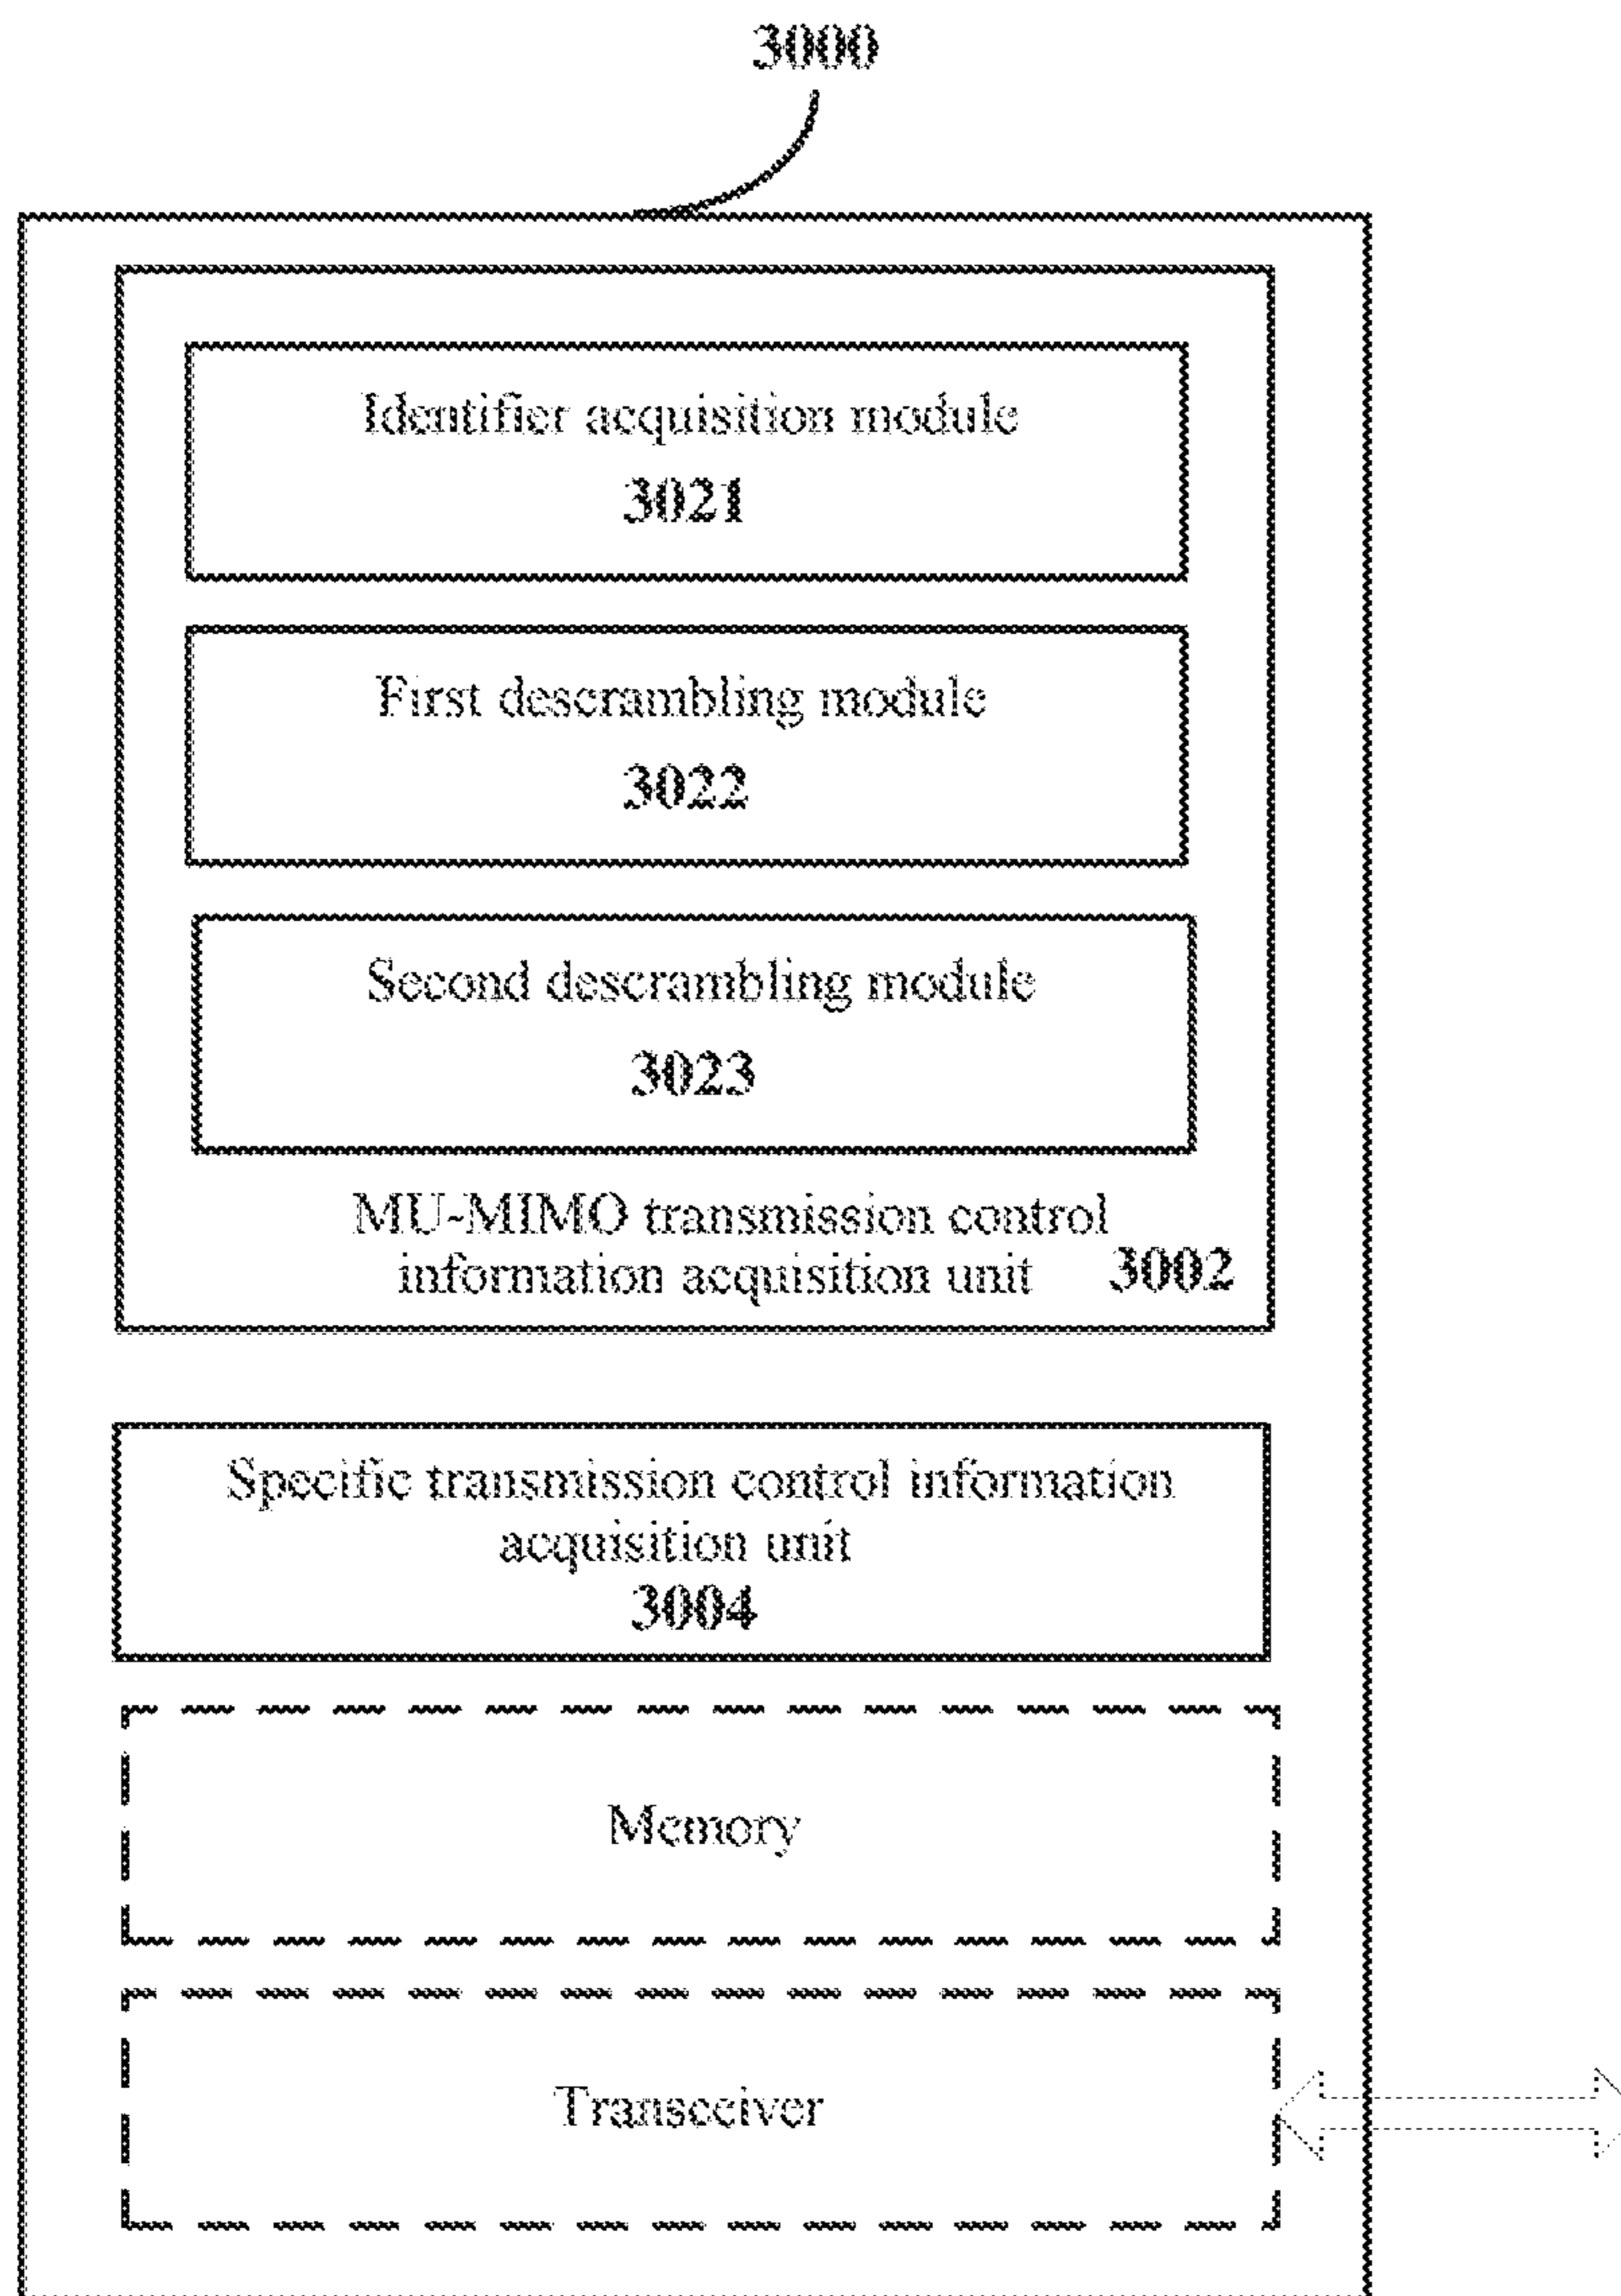 3000
Identifier acquisition module
3021
First descrambling module
3022
Second descrambling module
3023
MU-MIMO transmission control
information acquisition unit 3002
Specific transmission control information
acquisition unit
3004
Memory
Transceiver